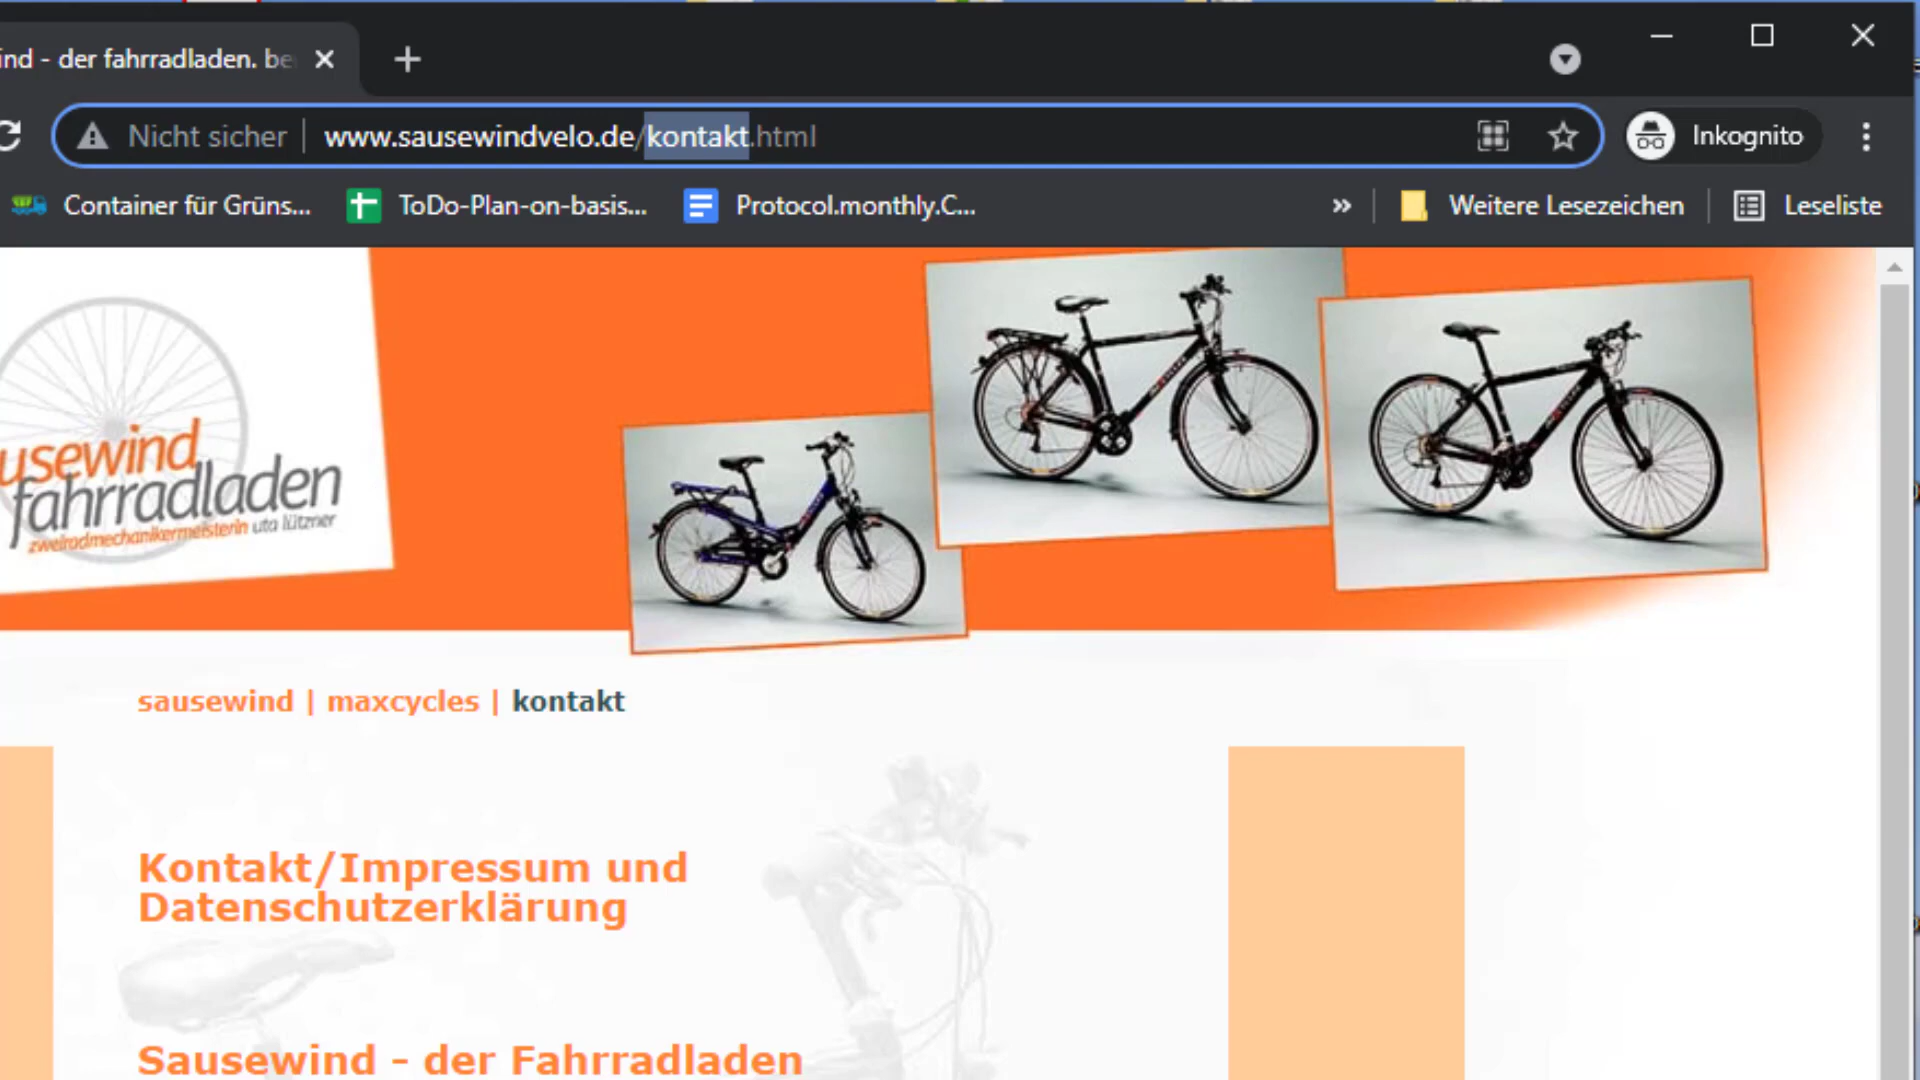 ind - der fahrradladen. be
Nicht sicher www.sausewindvelo.de/kontakt.html Inkognito
Container für Grüns... ToDo-Plan-on-basis... Protocol.monthly.C... » Weitere Lesezeichen Leseliste
usewind
fahrradladen
zweiradmechanikermeisterin uta lützner
sausewind | maxcycles | kontakt
Kontakt/Impressum und
Datenschutzerklärung
Sausewind - der Fahrradladen